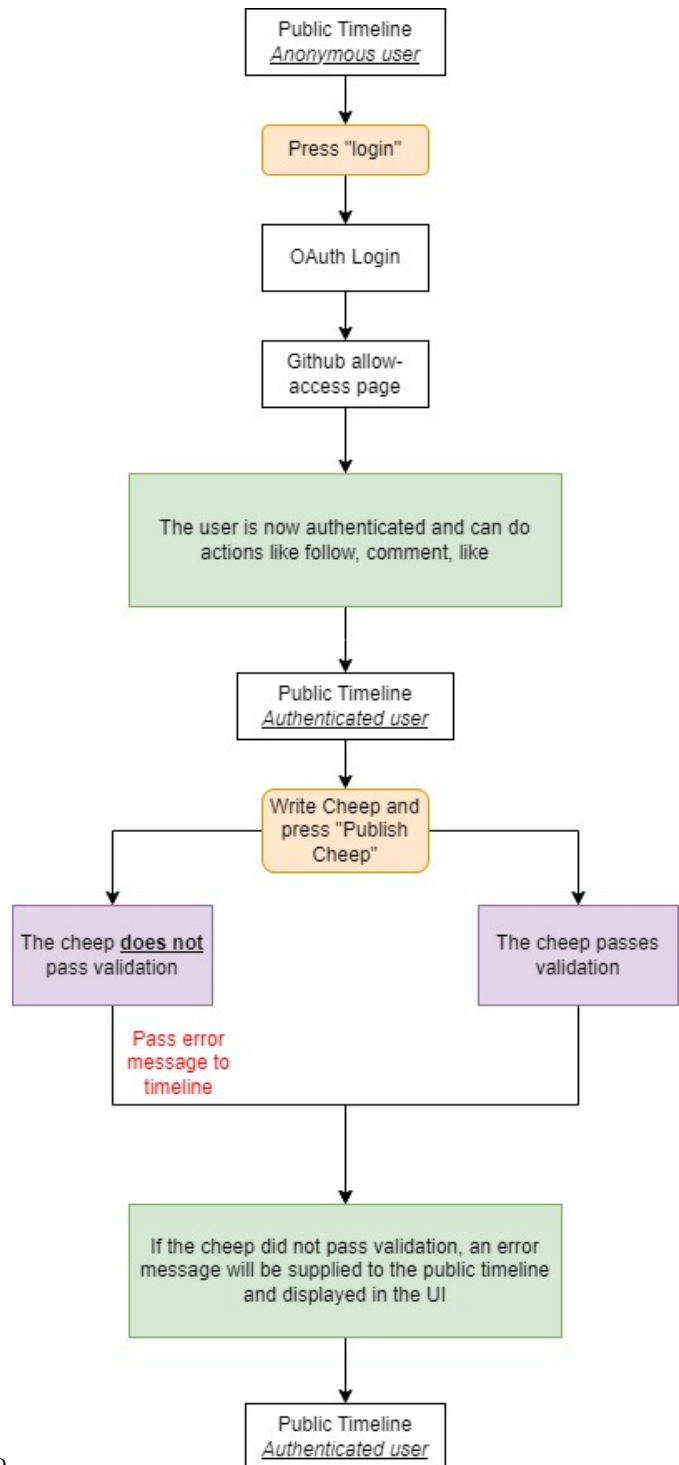 Public Timeline
Anonymous user
Press "login"
OAuth Login
Github allow-
access page
The user is now authenticated and can do
actions like follow, comment, like
Public Timeline
Authenticated user
Write Cheep and
press "Publish
Cheep"
The cheep does not
pass validation
The cheep passes
validation
Pass error
message to
timeline
If the cheep did not pass validation, an error
message will be supplied to the public timeline
and displayed in the UI
Public Timeline
Authenticated user